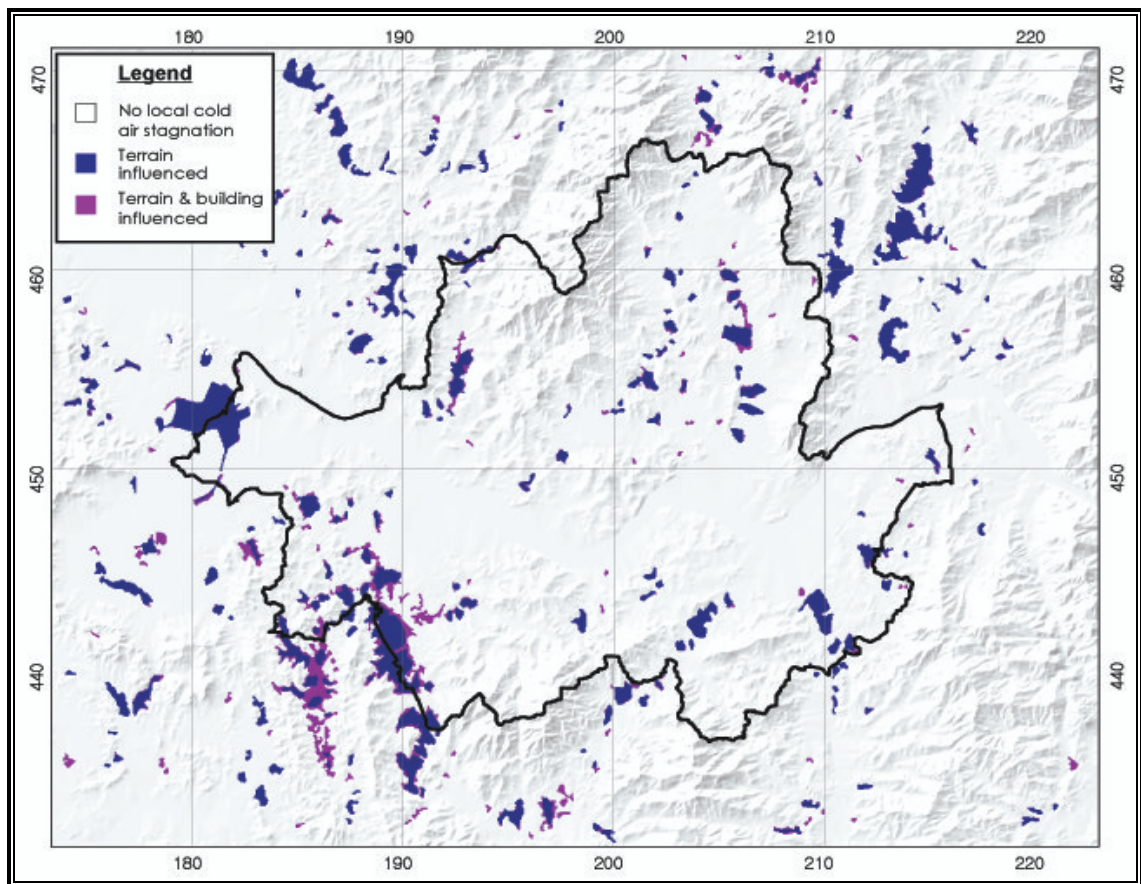 180 190 200 210 220
470 470
Legend
No local cold
air stagnation
Terrain
influenced
Terrain & building
influenced
460 460
450 450
440 440
180 190 200 210 220